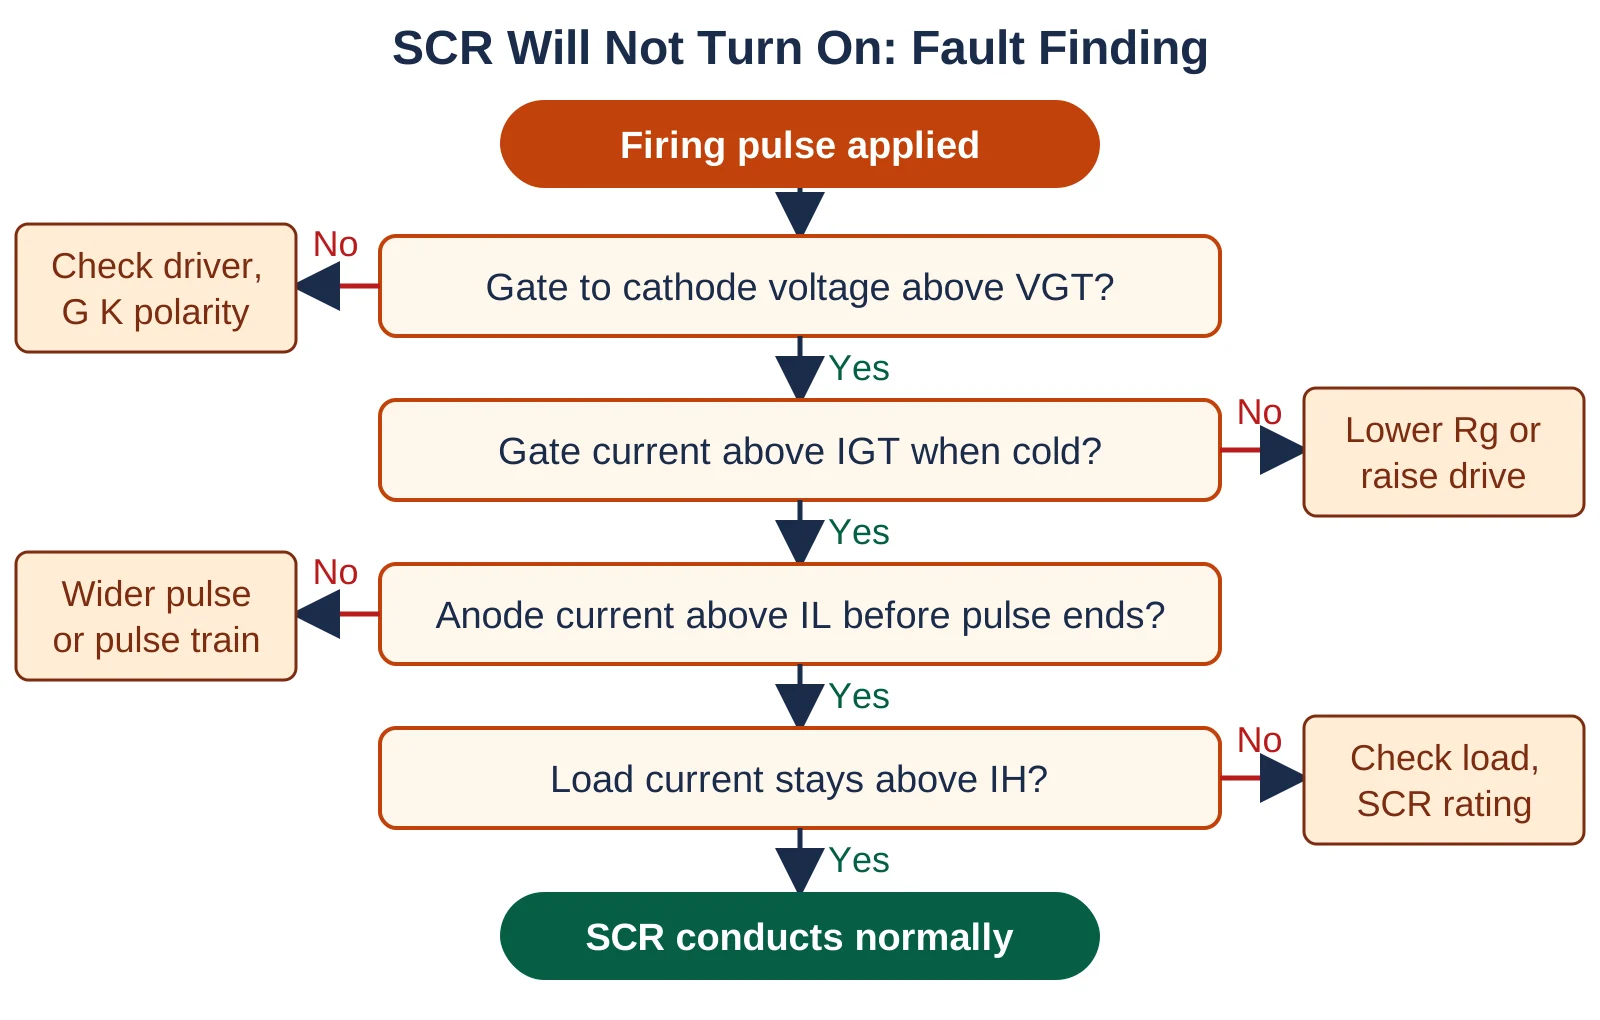 SCR Will Not Turn On: Fault Finding
Firing pulse applied
No
Check driver,
G K polarity
Gate to cathode voltage above VGT?
Yes
Gate current above IGT when cold?
No
Lower Rg or
raise drive
Yes
No
Wider pulse
or pulse train
Anode current above IL before pulse ends?
Yes
Load current stays above IH?
No
Check load,
SCR rating
Yes
SCR conducts normally